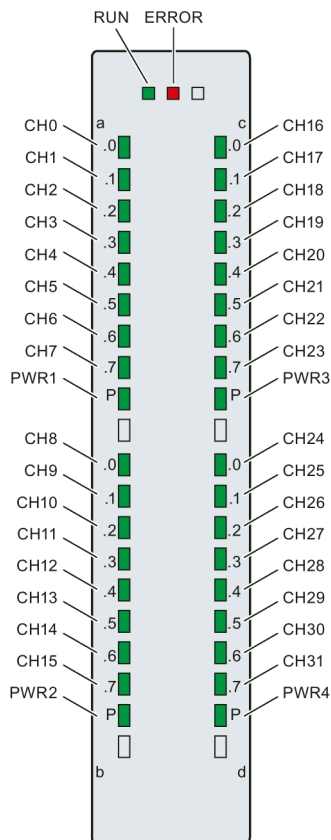 RUN ERROR
a c
CH0 .0 .0 CH16
CH1 .1 .1 CH17
CH2 .2 .2 CH18
CH3 .3 .3 CH19
CH4 .4 .4 CH20
CH5 .5 .5 CH21
CH6 .6 .6 CH22
CH7 .7 .7 CH23
PWR1 P P PWR3
CH8 .0 .0 CH24
CH9 .1 .1 CH25
CH10 .2 .2 CH26
CH11 .3 .3 CH27
CH12 .4 .4 CH28
CH13 .5 .5 CH29
CH14 .6 .6 CH30
CH15 .7 .7 CH31
PWR2 P P PWR4
b d